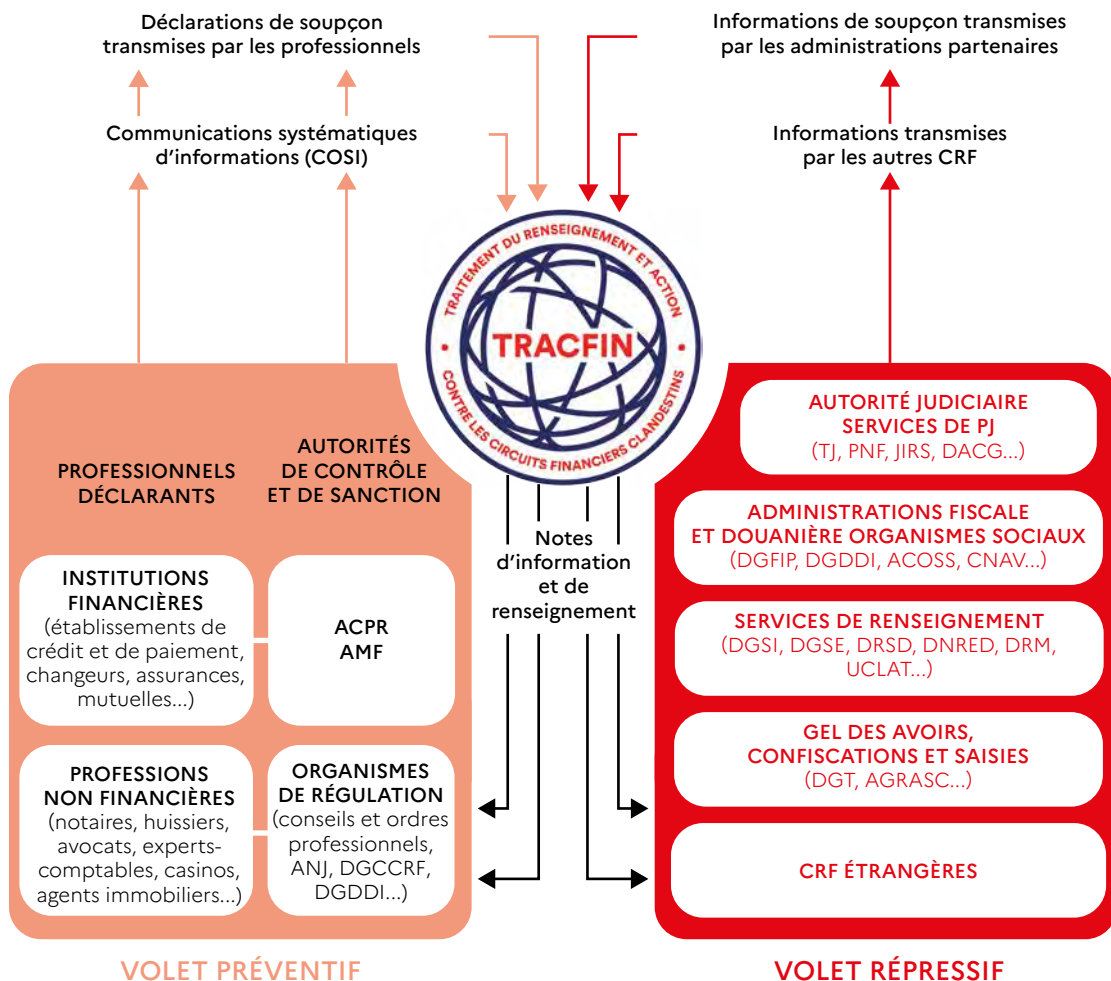 Déclarations de soupçon
transmises par les professionnels
Informations de soupçon transmises
par les administrations partenaires
Communications systématiques
d'informations (COSI)
Informations transmises
par les autres CRF
TRAITEMENT DU RENSEIGNEMENT ET ACTION
TRACFIN
CONTRE LES CIRCUITS FINANCIERS CLANDESTINS
PROFESSIONNELS
DÉCLARANTS
AUTORITÉS
DE CONTRÔLE
ET DE SANCTION
INSTITUTIONS
FINANCIÈRES
(établissements de
crédit et de paiement,
changeurs, assurances,
mutuelles...)
ACPR
AMF
PROFESSIONS
NON FINANCIÈRES
(notaires, huissiers,
avocats, experts-
comptables, casinos,
agents immobiliers...)
ORGANISMES
DE RÉGULATION
(conseils et ordres
professionnels,
ANJ, DGCCRF,
DGDDI...)
Notes
d'information
et de
renseignement
AUTORITÉ JUDICIAIRE
SERVICES DE PJ
(TJ, PNF, JIRS, DACG...)
ADMINISTRATIONS FISCALE
ET DOUANIÈRE ORGANISMES SOCIAUX
(DGFIP, DGDDI, ACOSS, CNAV...)
SERVICES DE RENSEIGNEMENT
(DGSI, DGSE, DRSD, DNRED, DRM,
UCLAT...)
GEL DES AVOIRS,
CONFISCATIONS ET SAISIES
(DGT, AGRASC...)
CRF ÉTRANGÈRES
VOLET PRÉVENTIF
VOLET RÉPRESSIF